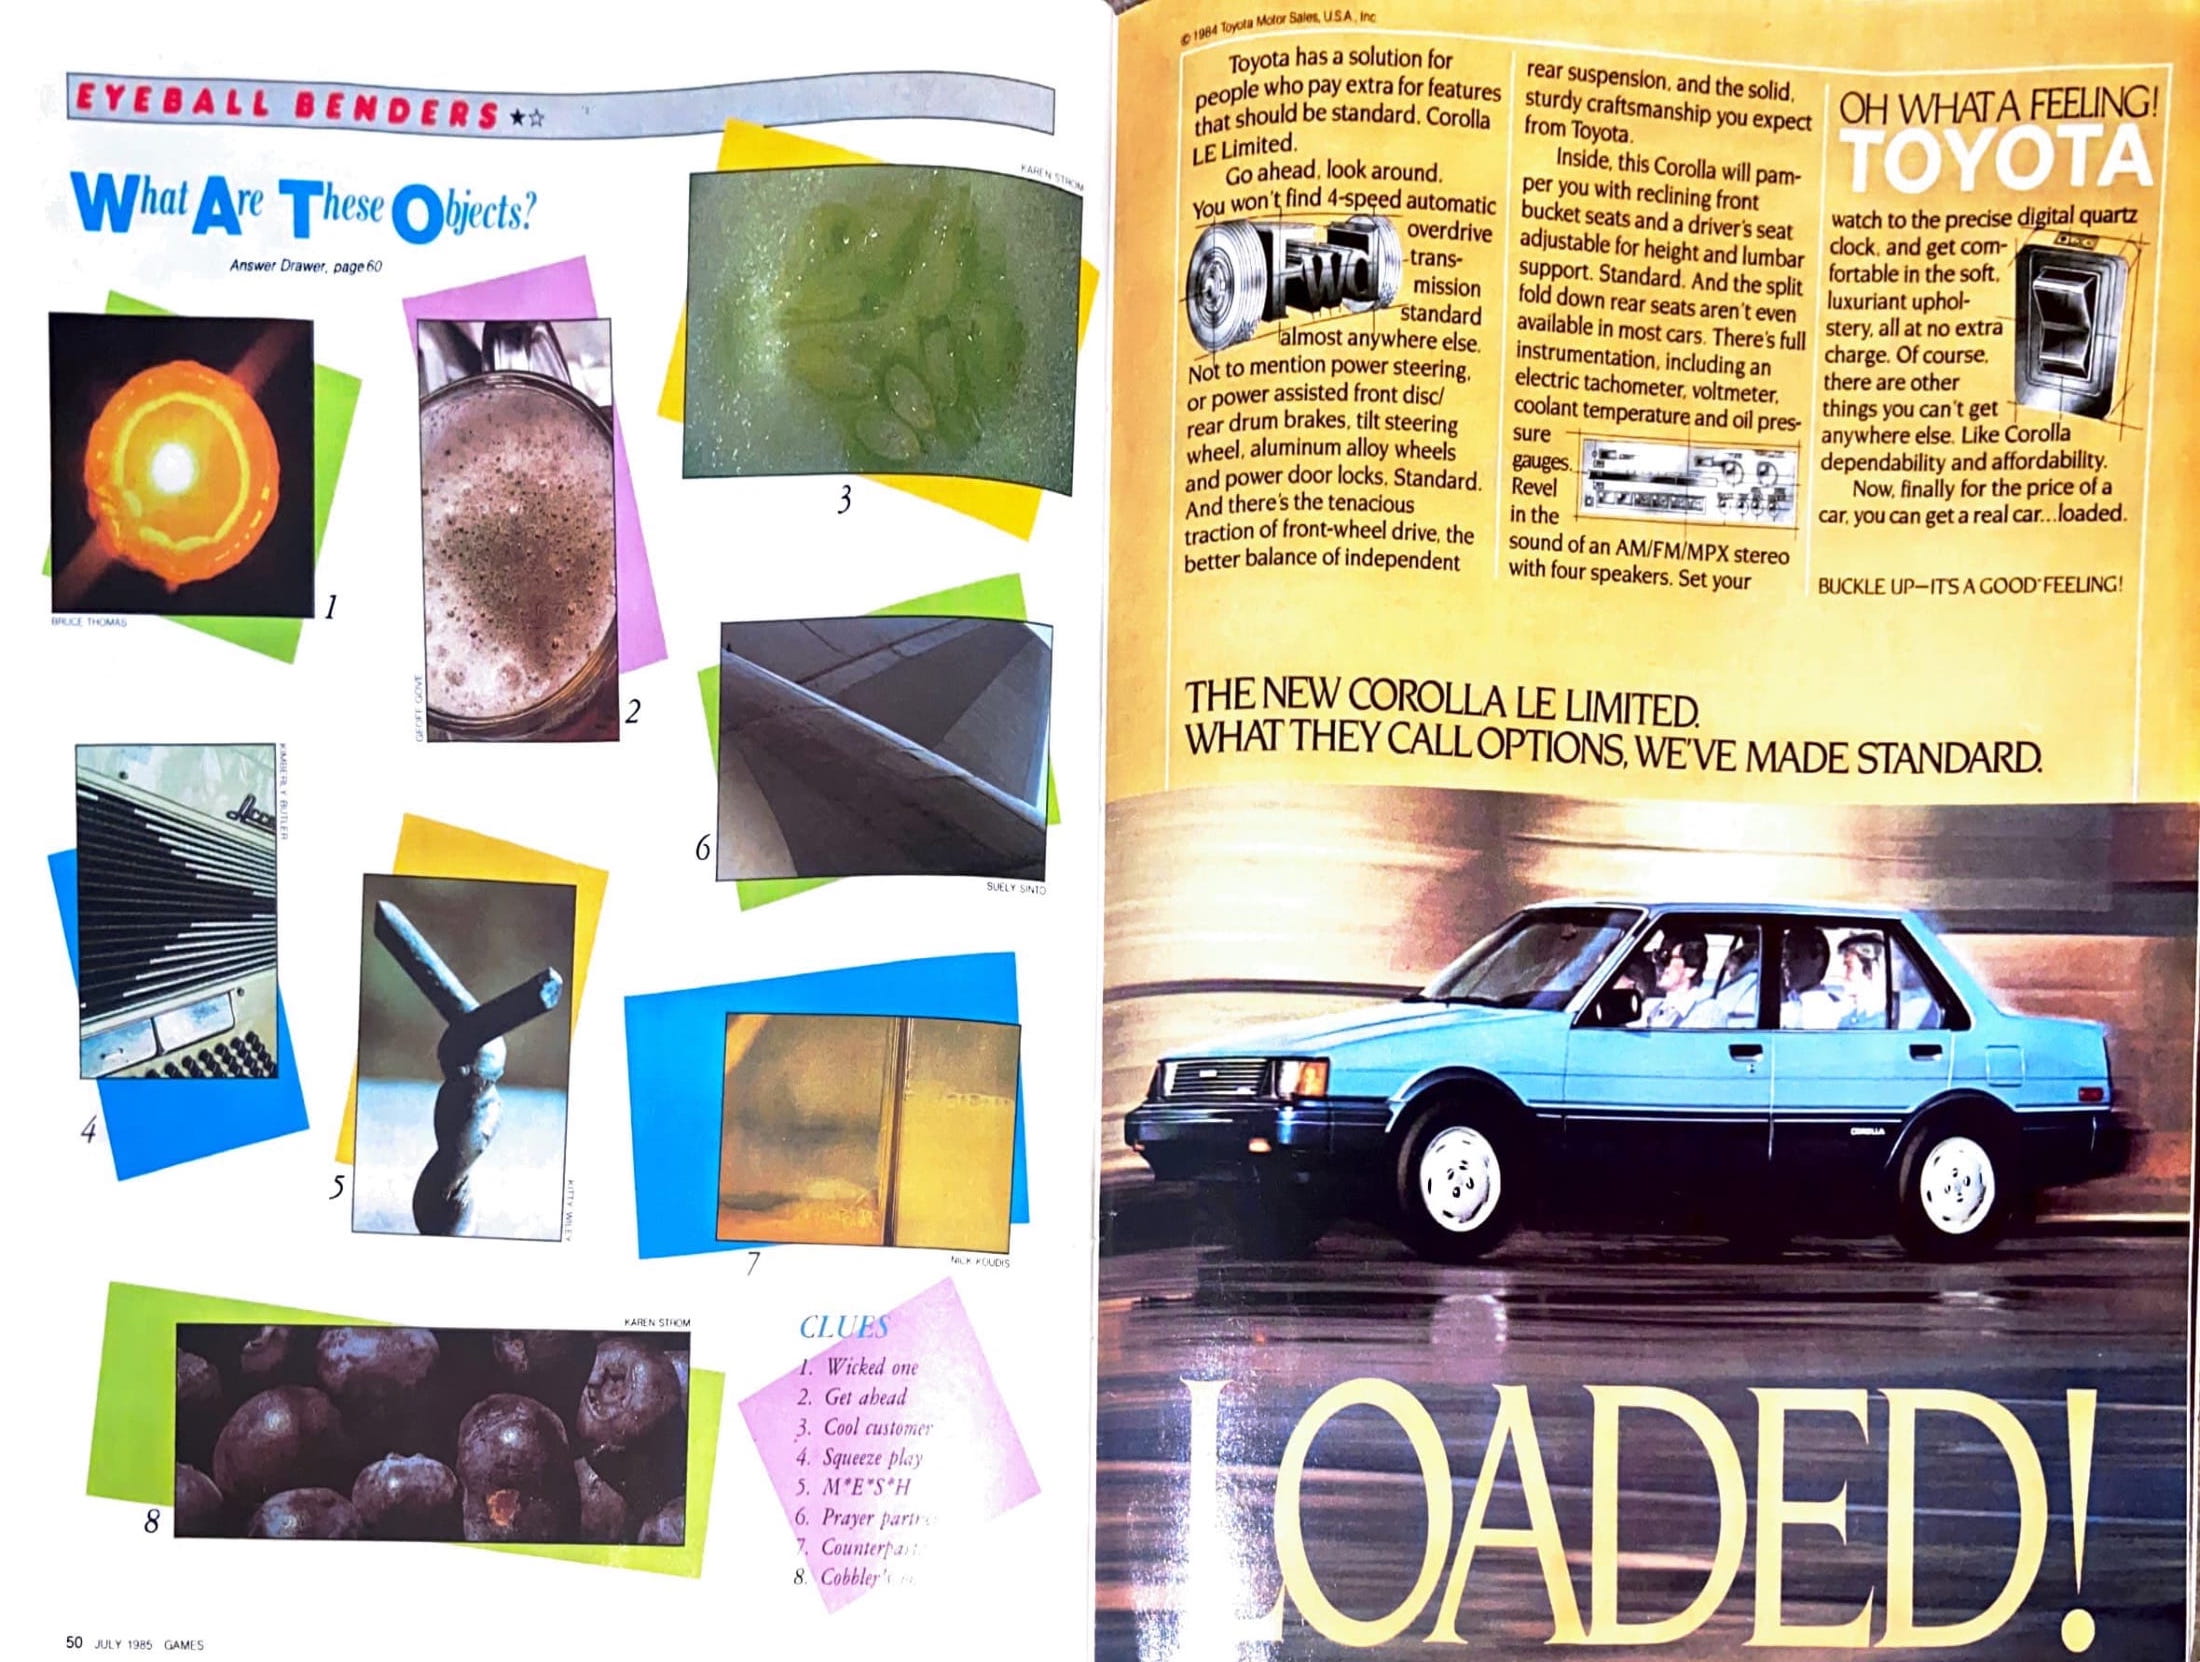 EYEBALL BENDERS ★☆
What Are These Objects?
Answer Drawer, page 60
1
BRUCE THOMAS
2
GEOFF GOVE
KAREN STROM
3
4
KIMBERLY BUTLER
Acco
5
KITTY WILEY
6
SUELY SINTO
7
NICK KOUDIS
KAREN STROM
8
CLUES
1. Wicked one
2. Get ahead
3. Cool customer
4. Squeeze play
5. M*E*S*H
6. Prayer
7.
8.
50 JULY 1985 GAMES
© 1984 Toyota Motor Sales, U.S.A., Inc.
Toyota has a solution for
people who pay extra for features
that should be standard. Corolla
LE Limited.
Go ahead, look around.
You won't find 4-speed automatic
overdrive
trans-
mission
standard
almost anywhere else.
Not to mention power steering,
or power assisted front disc/
rear drum brakes, tilt steering
wheel, aluminum alloy wheels
and power door locks. Standard.
And there's the tenacious
traction of front-wheel drive, the
better balance of independent
Fwd
rear suspension, and the solid,
sturdy craftsmanship you expect
from Toyota.
Inside, this Corolla will pam-
per you with reclining front
bucket seats and a driver's seat
adjustable for height and lumbar
support. Standard. And the split
fold down rear seats aren't even
available in most cars. There's full
instrumentation, including an
electric tachometer, voltmeter,
coolant temperature and oil pres-
sure
gauges.
Revel
in the
sound of an AM/FM/MPX stereo
with four speakers. Set your
OH WHAT A FEELING!
TOYOTA
watch to the precise digital quartz
clock, and get com-
fortable in the soft,
luxuriant uphol-
stery, all at no extra
charge. Of course,
there are other
things you can't get
anywhere else. Like Corolla
dependability and affordability.
Now, finally for the price of a
car, you can get a real car...loaded.
BUCKLE UP—IT'S A GOOD FEELING!
THE NEW COROLLA LE LIMITED.
WHAT THEY CALL OPTIONS, WE'VE MADE STANDARD.
COROLLA
LOADED!